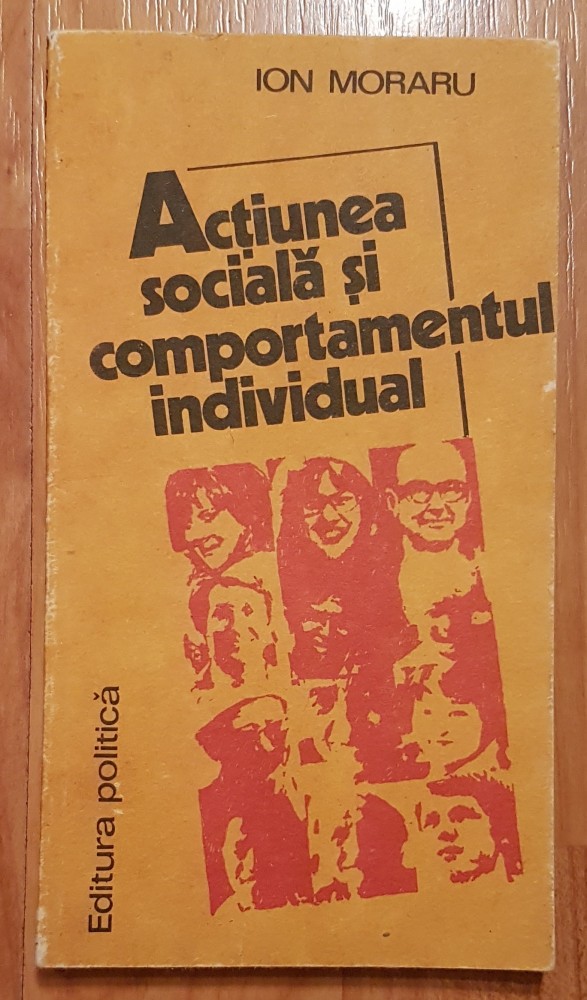 ION MORARU
Acțiunea
socială și
comportamentul
individual
Editura politică